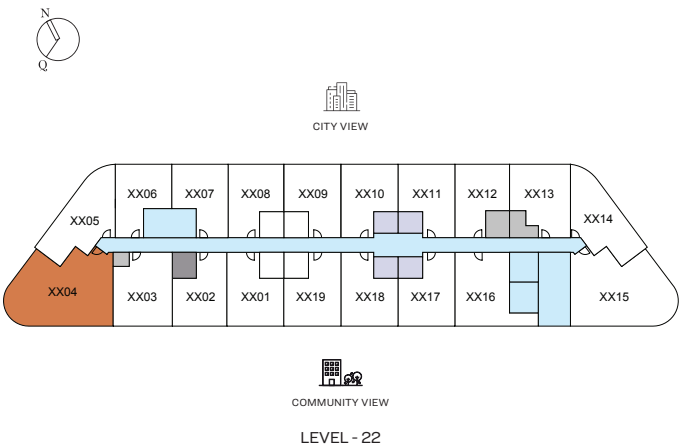 N
Q
CITY VIEW
XX06 XX07 XX08 XX09 XX10 XX11 XX12 XX13
XX05 XX14
XX04 XX03 XX02 XX01 XX19 XX18 XX17 XX16 XX15
COMMUNITY VIEW
LEVEL - 22